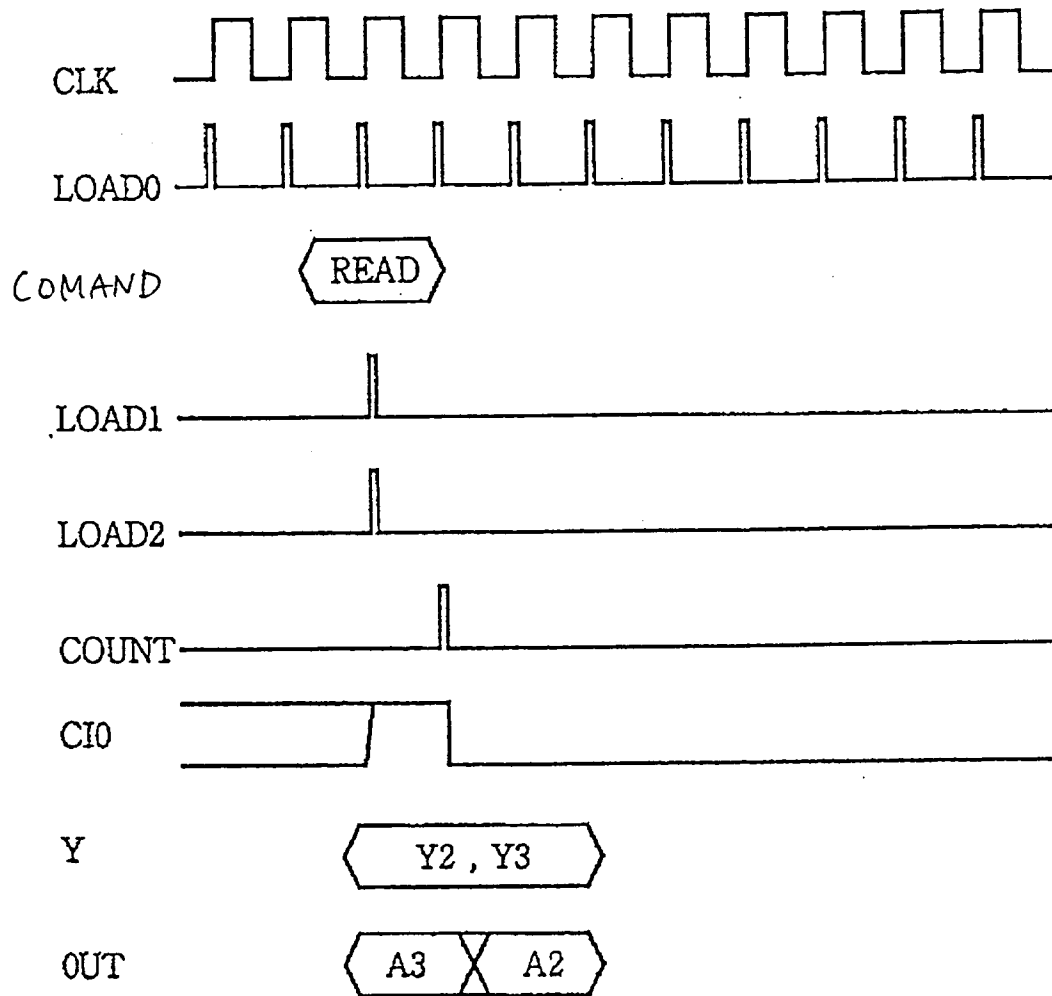 CLK
LOAD0
COMAND
READ
LOAD1
LOAD2
COUNT
CI0
Y
Y2 , Y3
OUT
A3
A2